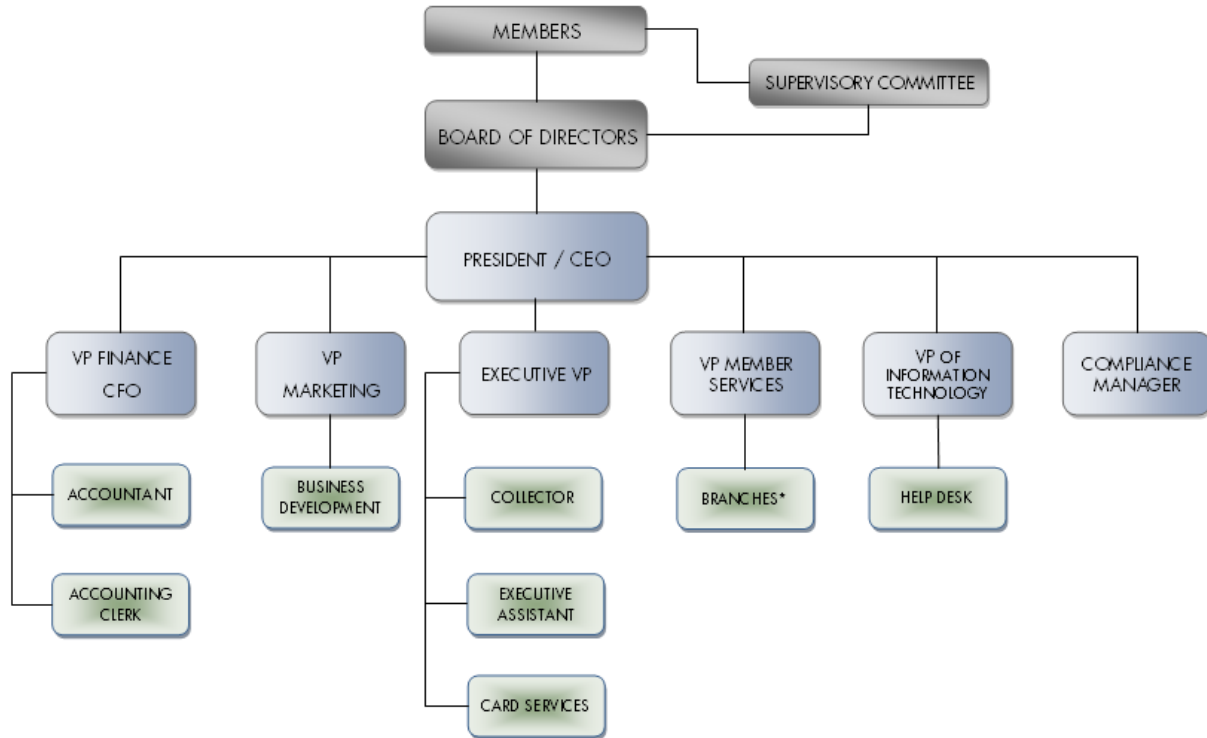 MEMBERS
SUPERVISORY COMMITTEE
BOARD OF DIRECTORS
PRESIDENT / CEO
VP FINANCE
CFO
VP
MARKETING
EXECUTIVE VP
VP MEMBER
SERVICES
VP OF
INFORMATION
TECHNOLOGY
COMPLIANCE
MANAGER
ACCOUNTANT
BUSINESS
DEVELOPMENT
COLLECTOR
BRANCHES*
HELP DESK
ACCOUNTING
CLERK
EXECUTIVE
ASSISTANT
CARD SERVICES